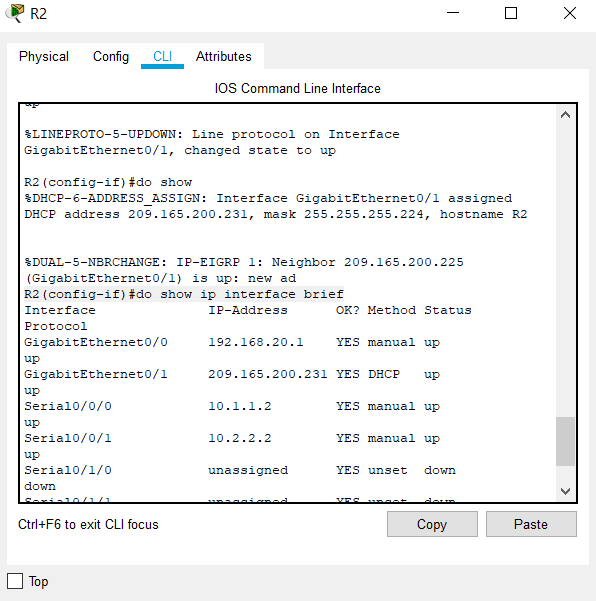 R2
Physical Config CLI Attributes
IOS Command Line Interface
up
%LINEPROTO-5-UPDOWN: Line protocol on Interface
GigabitEthernet0/1, changed state to up
R2(config-if)#do show
%DHCP-6-ADDRESS_ASSIGN: Interface GigabitEthernet0/1 assigned
DHCP address 209.165.200.231, mask 255.255.255.224, hostname R2
%DUAL-5-NBRCHANGE: IP-EIGRP 1: Neighbor 209.165.200.225
(GigabitEthernet0/1) is up: new ad
R2(config-if)#do show ip interface brief
Interface IP-Address OK? Method Status
Protocol
GigabitEthernet0/0 192.168.20.1 YES manual up
up
GigabitEthernet0/1 209.165.200.231 YES DHCP up
up
Serial0/0/0 10.1.1.2 YES manual up
up
Serial0/0/1 10.2.2.2 YES manual up
up
Serial0/1/0 unassigned YES unset down
down
Serial0/1/1 unassigned YES unset down
Ctrl+F6 to exit CLI focus Copy Paste
Top